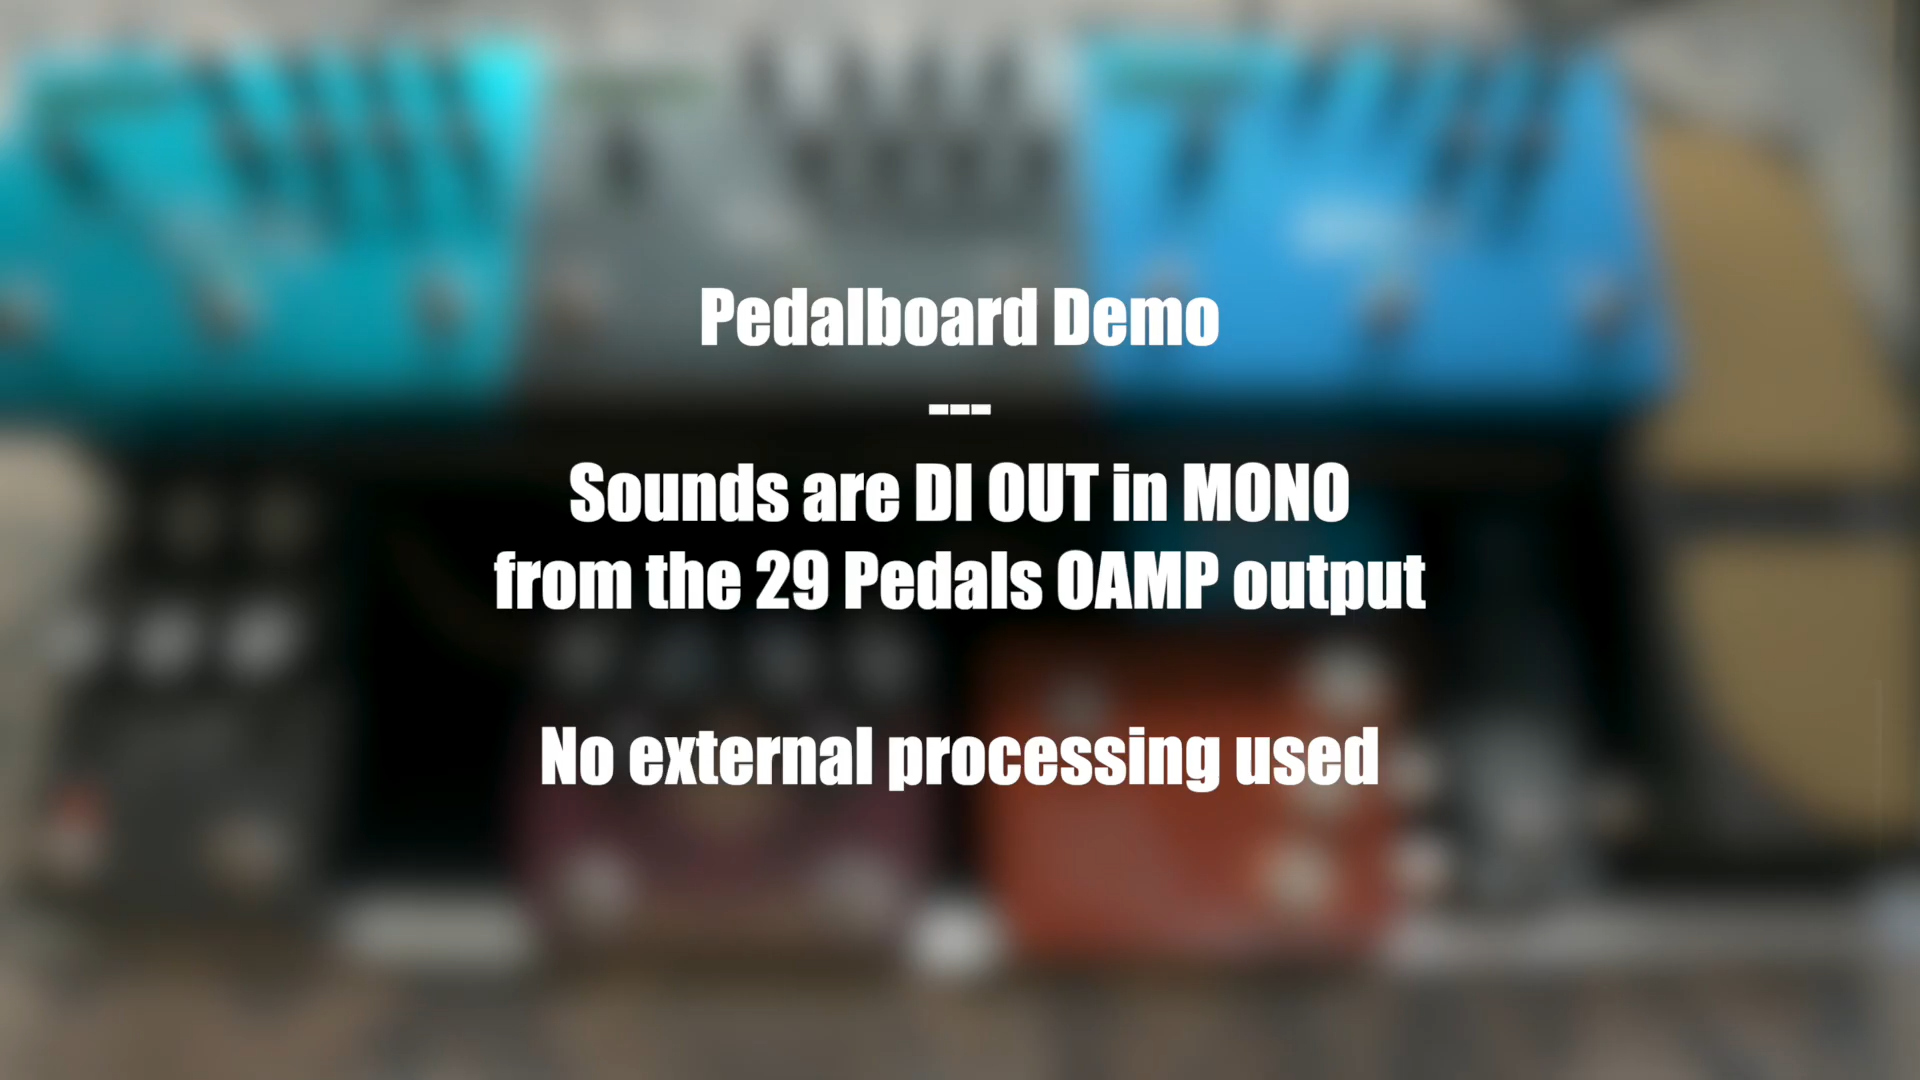 Pedalboard Demo
---
Sounds are DI OUT in MONO
from the 29 Pedals OAMP output
No external processing used